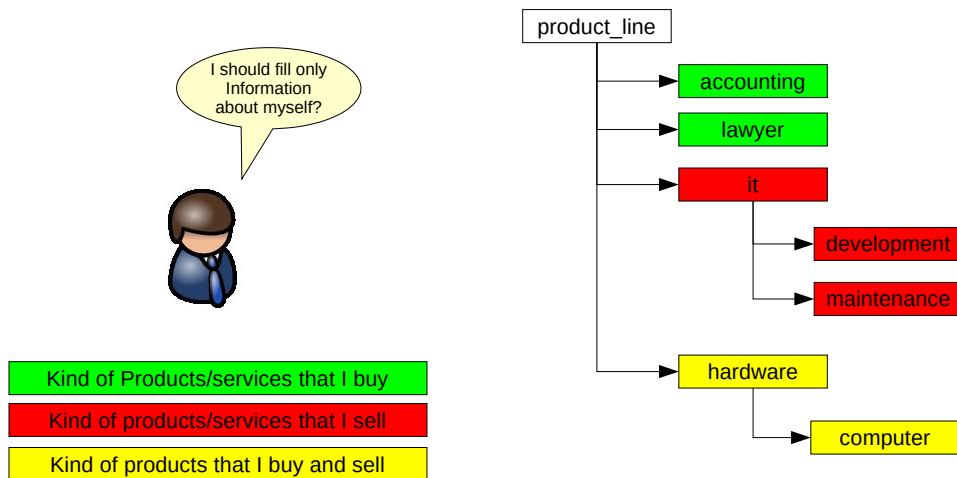 product_line
I should fill only
Information
about myself?
accounting
lawyer
it
development
maintenance
hardware
computer
Kind of Products/services that I buy
Kind of products/services that I sell
Kind of products that I buy and sell